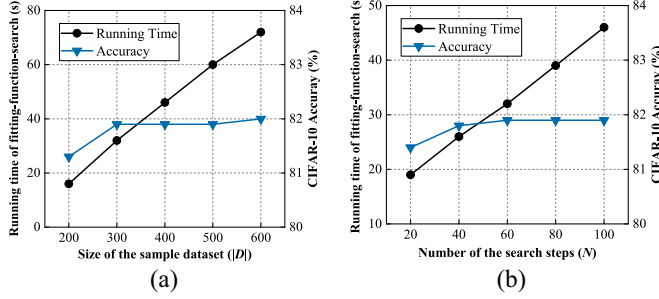 Running time of fitting-function-search (s)
80
60
40
20
0
Running Time
Accuracy
84
83
82
81
80
CIFAR-10 Accuray (%)
200 300 400 500 600
Size of the sample dataset (|D|)
(a)
Running time of fitting-function-search (s)
50
40
30
20
10
Running Time
Accuracy
84
83
82
81
80
CIFAR-10 Accuray (%)
20 40 60 80 100
Number of the search steps (N)
(b)